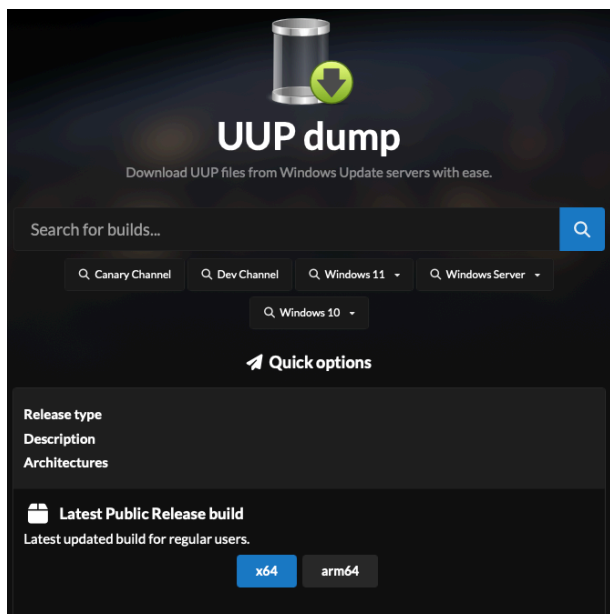 UUP dump
Download UUP files from Windows Update servers with ease.
Search for builds...
Canary Channel
Dev Channel
Windows 11
Windows Server
Windows 10
Quick options
Release type
Description
Architectures
Latest Public Release build
Latest updated build for regular users.
x64
arm64